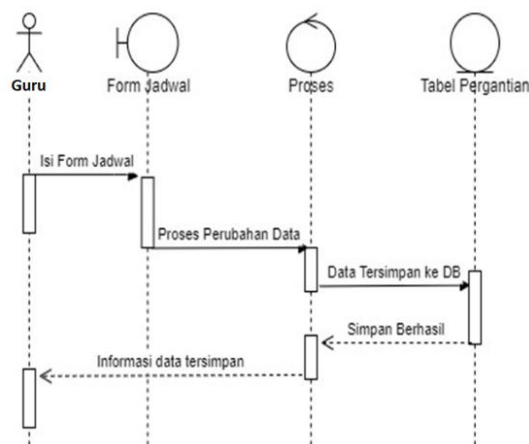 Guru
Form Jadwal
Proses
Tabel Pergantian
Isi Form Jadwal
Proses Perubahan Data
Data Tersimpan ke DB
Simpan Berhasil
Informasi data tersimpan